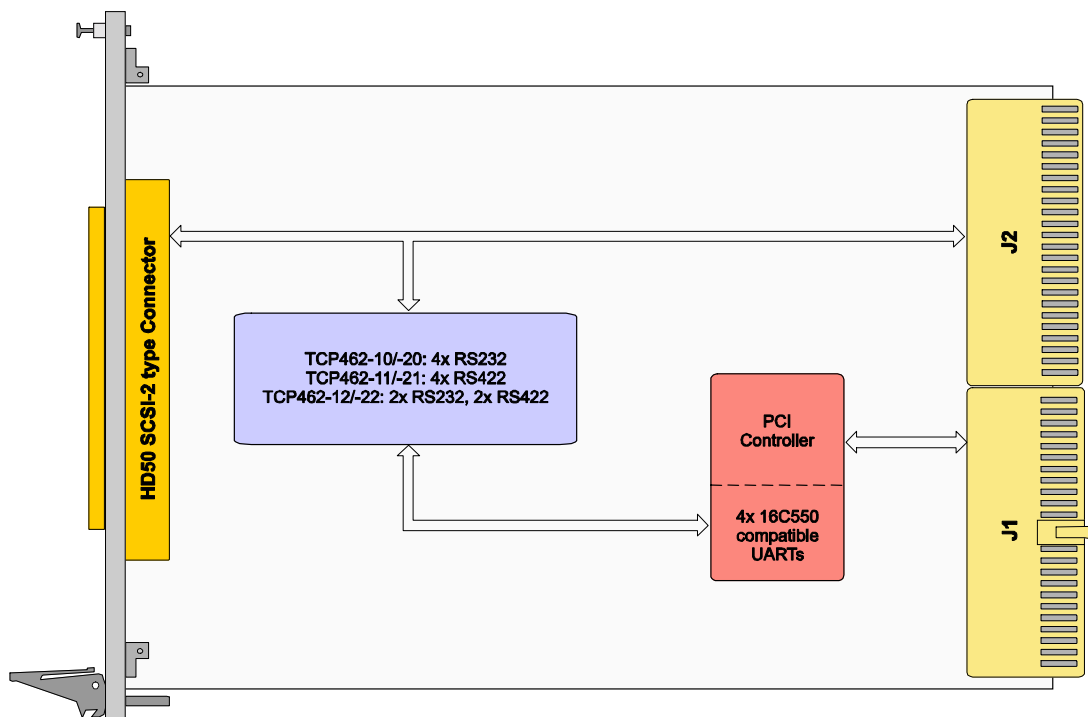 HD50 SCSI-2 type Connector
TCP462-10/-20: 4x RS232
TCP462-11/-21: 4x RS422
TCP462-12/-22: 2x RS232, 2x RS422
PCI
Controller
4x 16C550
compatible
UARTs
J2
J1